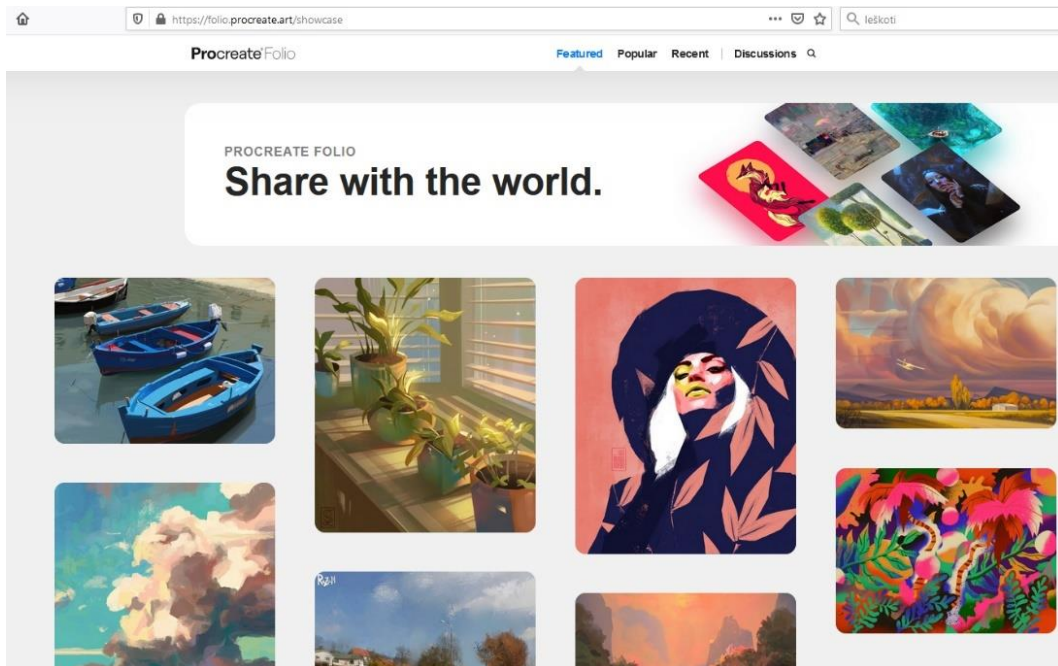 https://folio.procreate.art/showcase
Ieškoti
Procreate Folio
Featured Popular Recent Discussions
PROCREATE FOLIO
Share with the world.